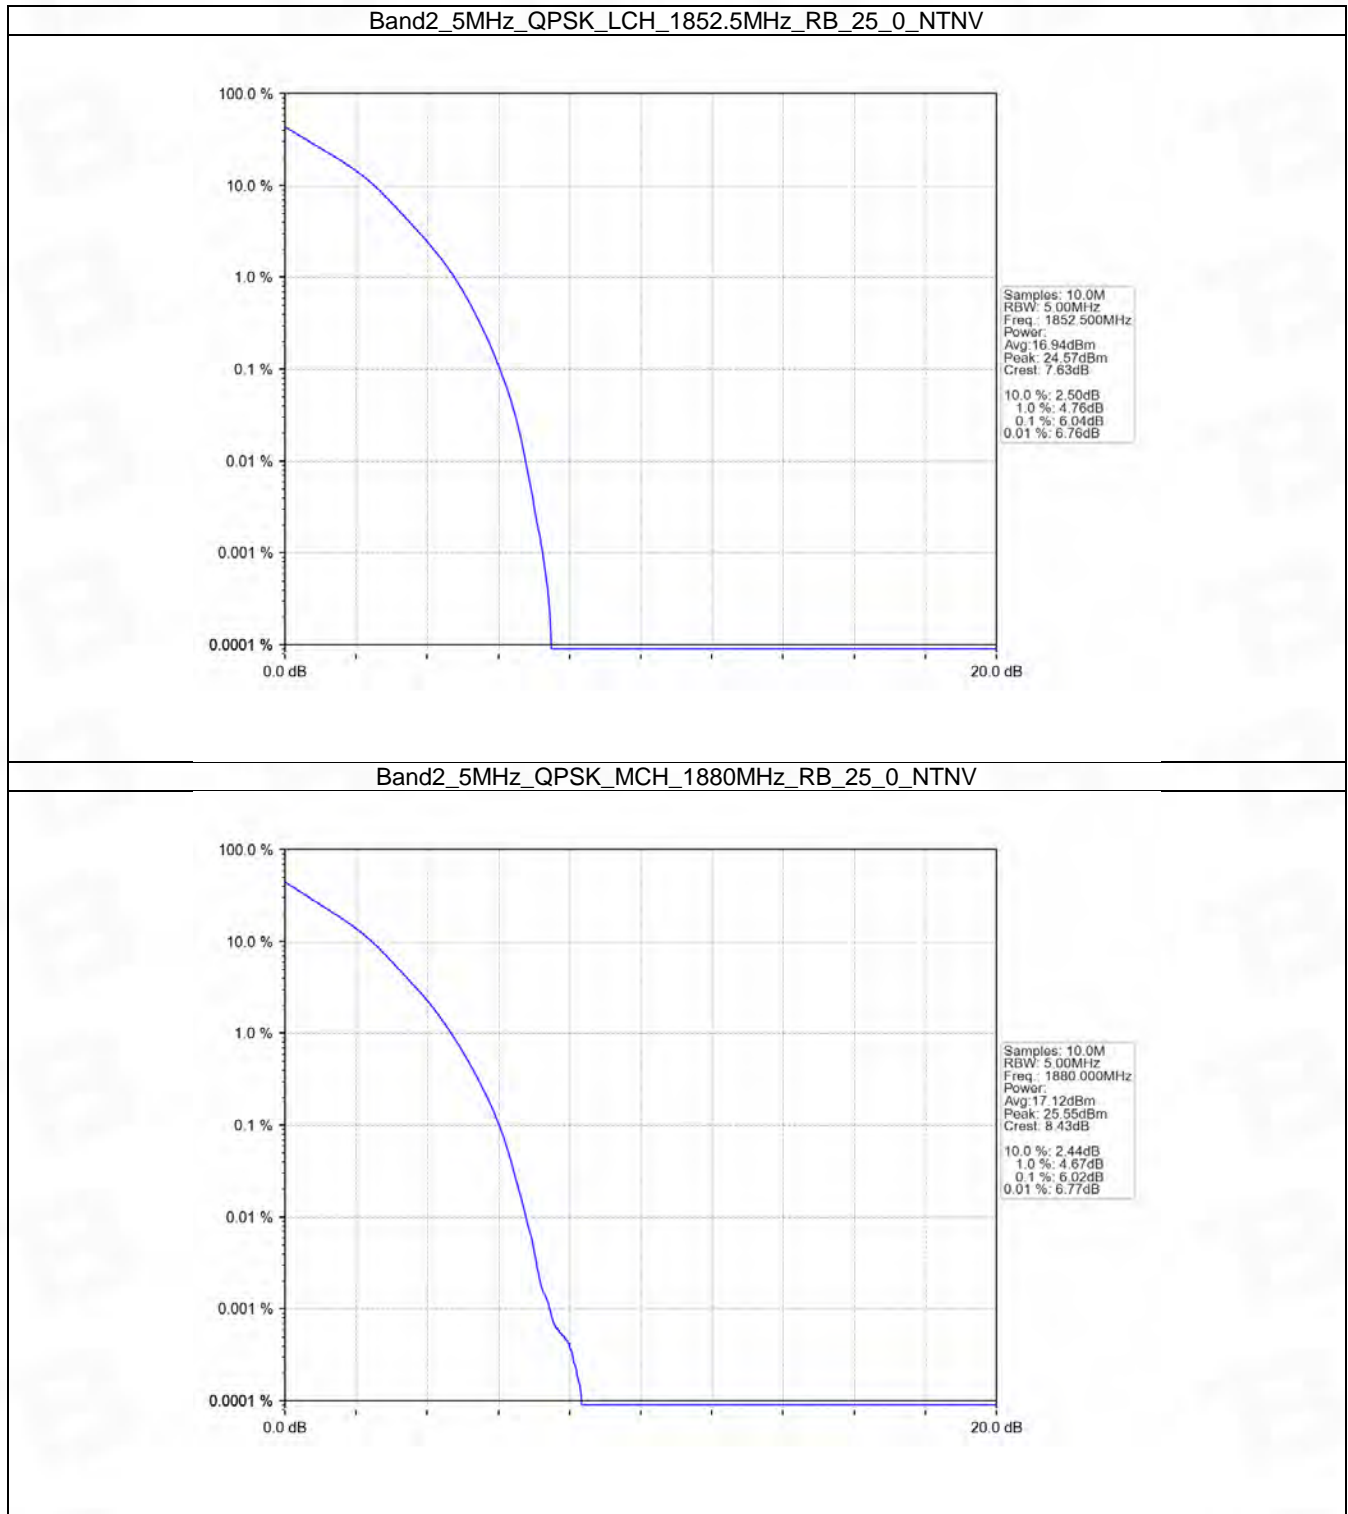 Band2_5MHz_QPSK_LCH_1852.5MHz_RB_25_0_NTNV
100.0 %
10.0 %
1.0 %
0.1 %
0.01 %
0.001 %
0.0001 %
0.0 dB
20.0 dB
Samples: 10.0M
RBW: 5.00MHz
Freq.: 1852.500MHz
Power:
Avg:16.94dBm
Peak: 24.57dBm
Crest: 7.63dB
10.0 %: 2.50dB
1.0 %: 4.76dB
0.1 %: 6.04dB
0.01 %: 6.76dB
Band2_5MHz_QPSK_MCH_1880MHz_RB_25_0_NTNV
100.0 %
10.0 %
1.0 %
0.1 %
0.01 %
0.001 %
0.0001 %
0.0 dB
20.0 dB
Samples: 10.0M
RBW: 5.00MHz
Freq.: 1880.000MHz
Power:
Avg:17.12dBm
Peak: 25.55dBm
Crest: 8.43dB
10.0 %: 2.44dB
1.0 %: 4.67dB
0.1 %: 6.02dB
0.01 %: 6.77dB